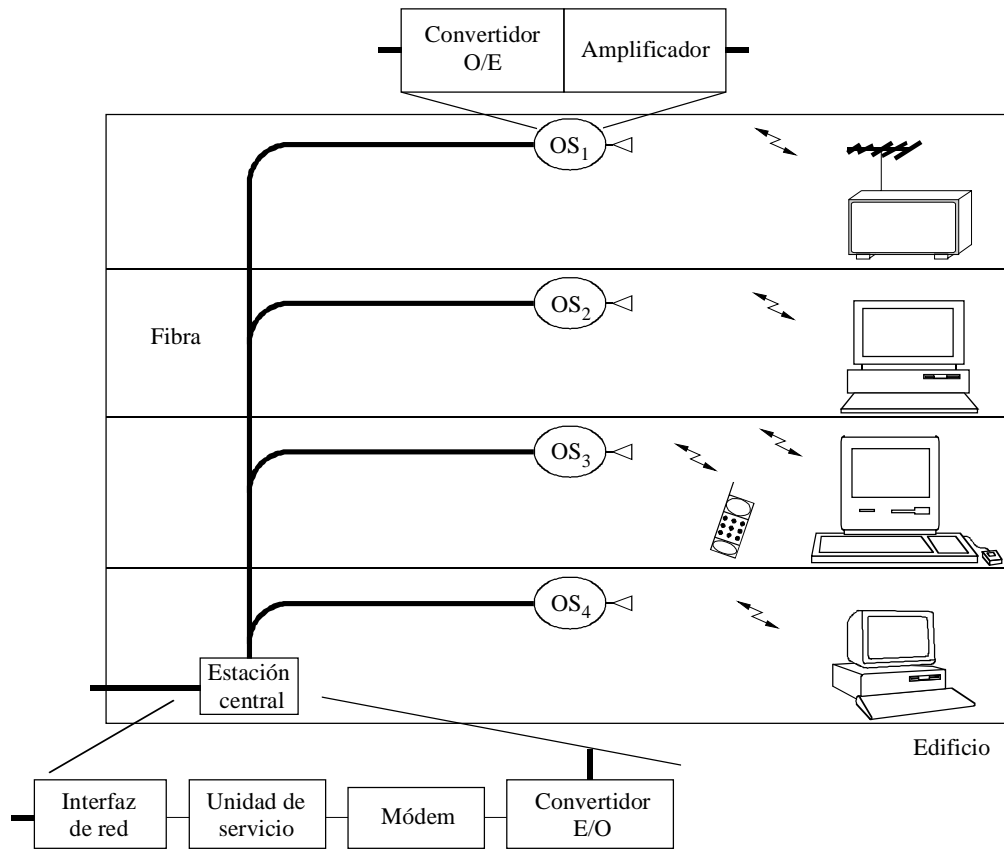 Convertidor
O/E
Amplificador
OS1
OS2
Fibra
OS3
OS4
Estación
central
Edificio
Interfaz
de red
Unidad de
servicio
Módem
Convertidor
E/O